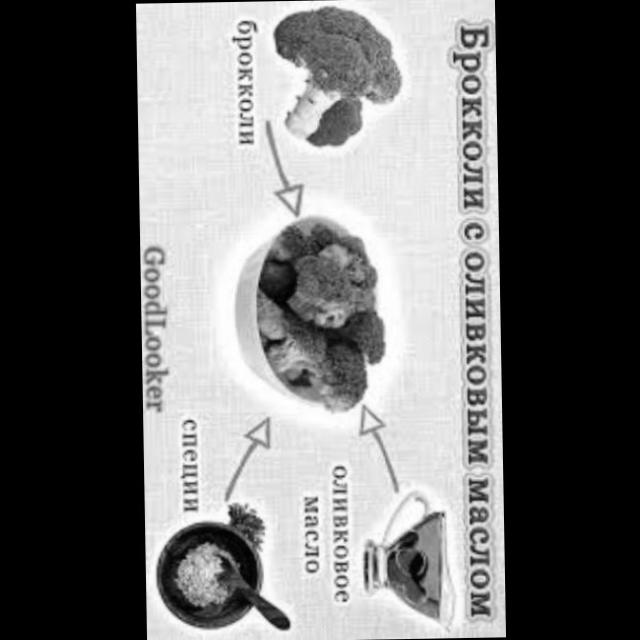 Брокколи с оливковым маслом
брокколи
оливковое
масло
специи
GoodLooker